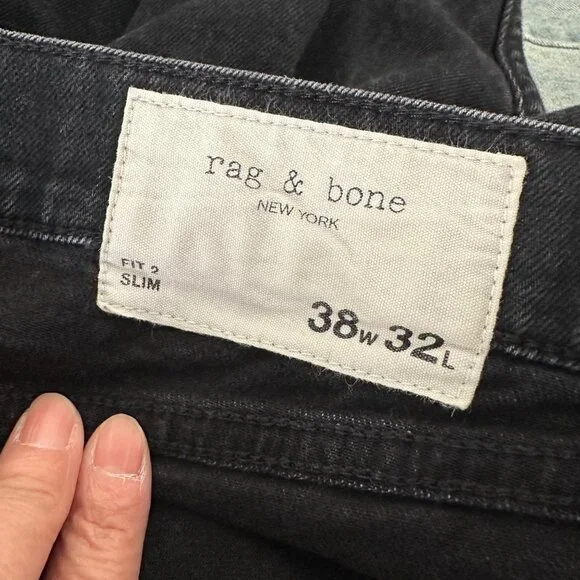 rag & bone
NEW YORK
FIT 2
SLIM
38W 32L